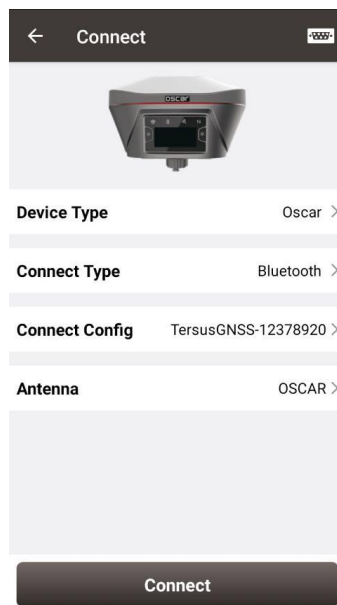 Connect
OSCAR
Device Type Oscar
Connect Type Bluetooth
Connect Config TersusGNSS-12378920
Antenna OSCAR
Connect